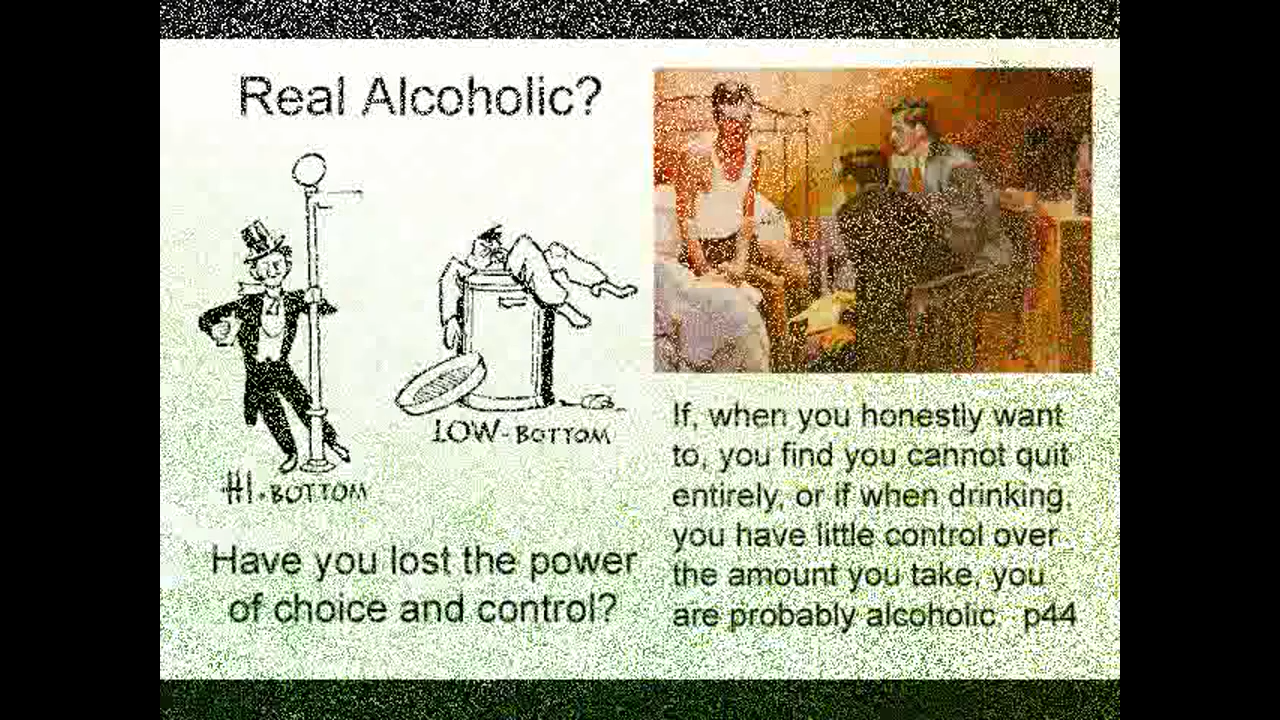 Real Alcoholic?
HI-BOTTOM
LOW-BOTTOM
Have you lost the power
of choice and control?
If, when you honestly want
to, you find you cannot quit
entirely, or if when drinking,
you have little control over
the amount you take, you
are probably alcoholic. p44